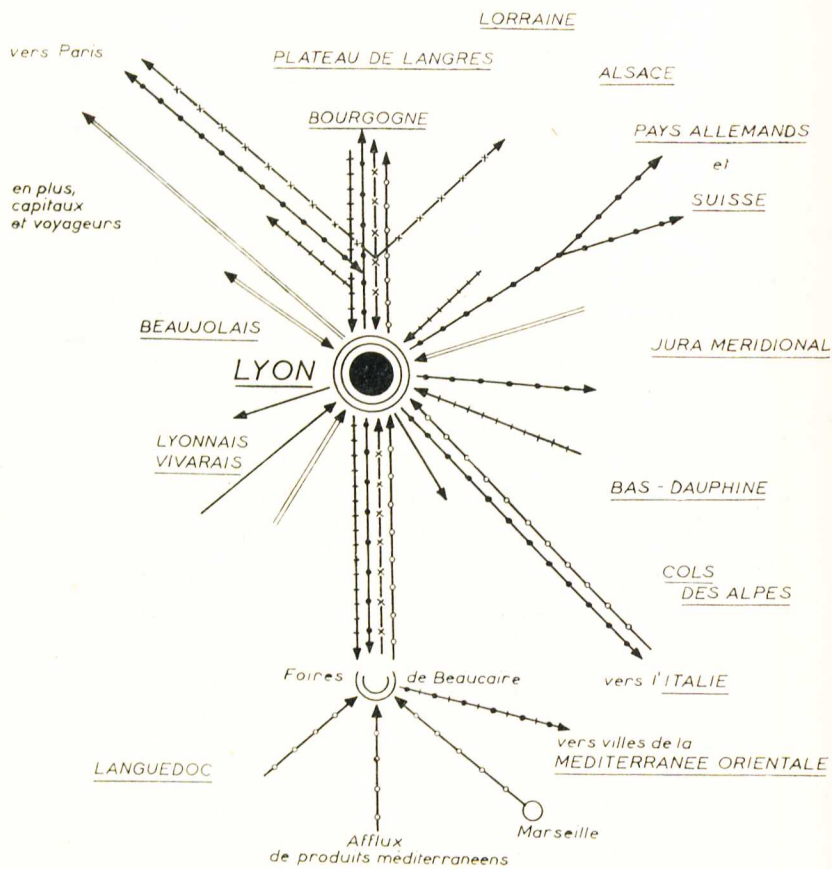 LORRAINE
vers Paris
PLATEAU DE LANGRES
ALSACE
BOURGOGNE
PAYS ALLEMANDS
et
SUISSE
en plus,
capitaux
et voyageurs
BEAUJOLAIS
JURA MERIDIONAL
LYON
LYONNAIS
VIVARAIS
BAS-DAUPHINE
COLS
DES ALPES
Foires de Beaucaire
vers l'ITALIE
vers villes de la
MEDITERRANEE ORIENTALE
LANGUEDOC
Marseille
Afflux
de produits méditerraneens